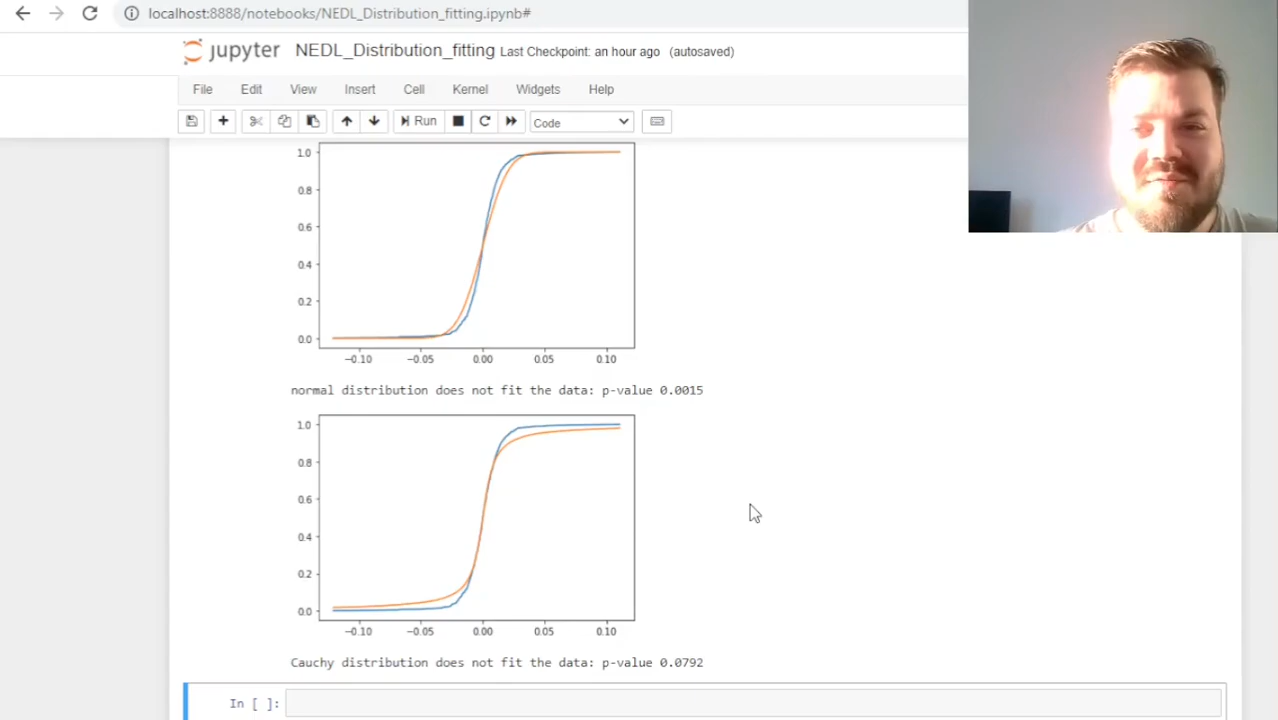 localhost:8888/notebooks/NEDL_Distribution_fitting.ipynb#
jupyter NEDL_Distribution_fitting Last Checkpoint: an hour ago (autosaved)
File Edit View Insert Cell Kernel Widgets Help
Run Code
1.0
0.8
0.6
0.4
0.2
0.0
−0.10 −0.05 0.00 0.05 0.10
normal distribution does not fit the data: p-value 0.0015
1.0
0.8
0.6
0.4
0.2
0.0
−0.10 −0.05 0.00 0.05 0.10
Cauchy distribution does not fit the data: p-value 0.0792
In [ ]: